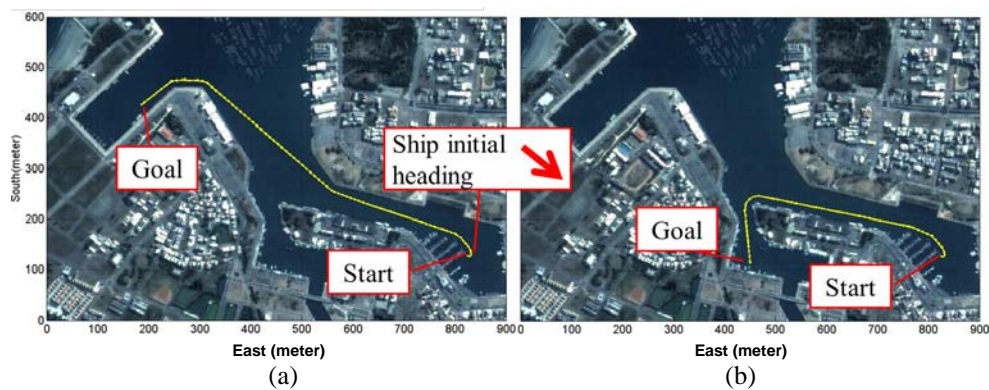 600
500
400
300
200
100
0
South(meter)
0 100 200 300 400 500 600 700 800 900
East (meter)
(a)
Goal
Start
Ship initial
heading
0 100 200 300 400 500 600 700 800 900
East (meter)
(b)
Goal
Start